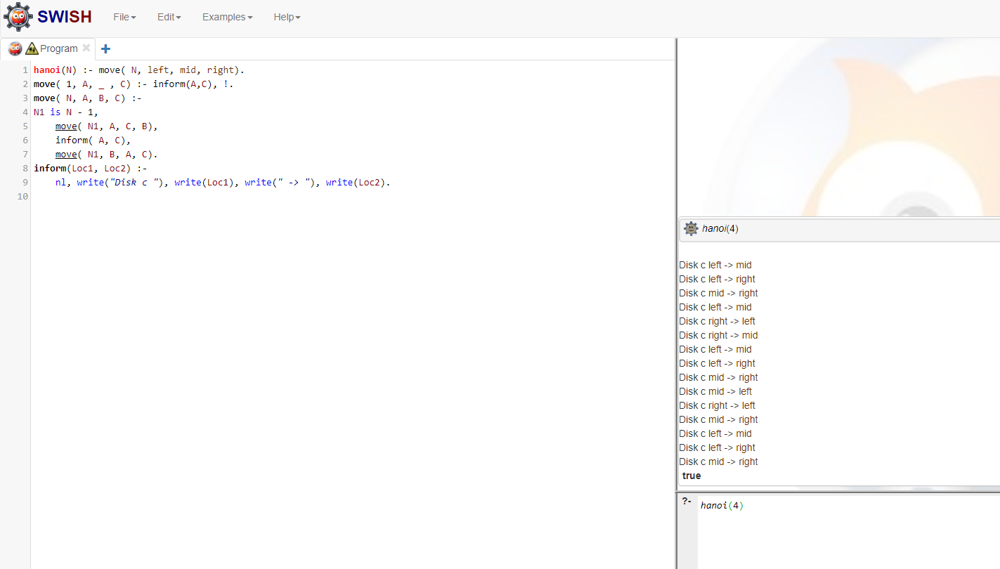 SWISH File Edit Examples Help
Program
1 hanoi(N) :- move( N, left, mid, right).
2 move( 1, A, _ , C) :- inform(A,C), !.
3 move( N, A, B, C) :-
4 N1 is N - 1,
5     move( N1, A, C, B),
6     inform( A, C),
7     move( N1, B, A, C).
8 inform(Loc1, Loc2) :-
9     nl, write("Disk c "), write(Loc1), write(" -> "), write(Loc2).
10
hanoi(4)
Disk c left -> mid
Disk c left -> right
Disk c mid -> right
Disk c left -> mid
Disk c right -> left
Disk c right -> mid
Disk c left -> mid
Disk c left -> right
Disk c mid -> right
Disk c mid -> left
Disk c right -> left
Disk c mid -> right
Disk c left -> mid
Disk c left -> right
Disk c mid -> right
true
?- hanoi(4)